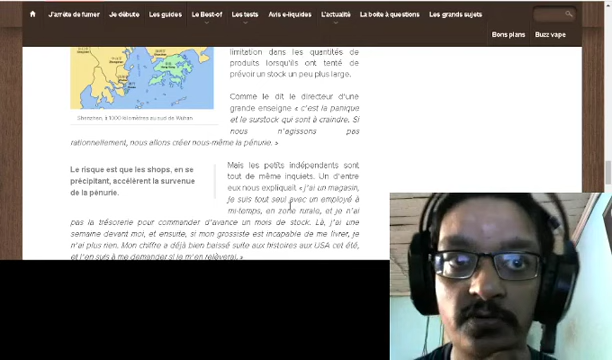 J'arrête de fumer Je débute Les guides Le Best-of Les tests Avis e-liquides L'actualité La boîte à questions Les grands sujets
Bons plans Buzz vape
limitation dans les quantités de
produits lorsqu'ils ont tenté de
prévoir un stock un peu plus large.
Shenzhen, à 1000 kilomètres au sud de Wuhan.
Comme le dit le directeur d'une
grande enseigne « c'est la panique
et le surstock qui sont à craindre. Si
nous n'agissons pas
rationnellement, nous allons créer nous-même la pénurie. »
Le risque est que les shops, en se
précipitant, accélèrent la survenue
de la pénurie.
Mais les petits indépendants sont
tout de même inquiets. Un d'entre
eux nous expliquait « j'ai un magasin,
je suis tout seul avec un employé à
mi-temps, en zone rurale, et je n'ai
pas la trésorerie pour commander d'avance un mois de stock. Là, j'ai une
semaine devant moi, et ensuite, si mon grossiste est incapable de me livrer, je
n'ai plus rien. Mon chiffre a déjà bien baissé suite aux histoires aux USA cet été,
et j'en suis à me demander si je m'en relèverai. ».